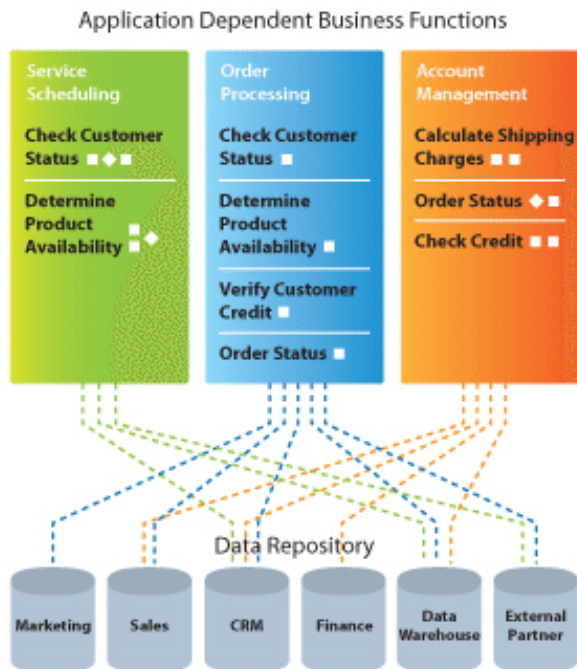 Application Dependent Business Functions
Service
Scheduling
Check Customer
Status
Determine
Product
Availability
Order
Processing
Check Customer
Status
Determine
Product
Availability
Verify Customer
Credit
Order Status
Account
Management
Calculate Shipping
Charges
Order Status
Check Credit
Data Repository
Marketing
Sales
CRM
Finance
Data
Warehouse
External
Partner